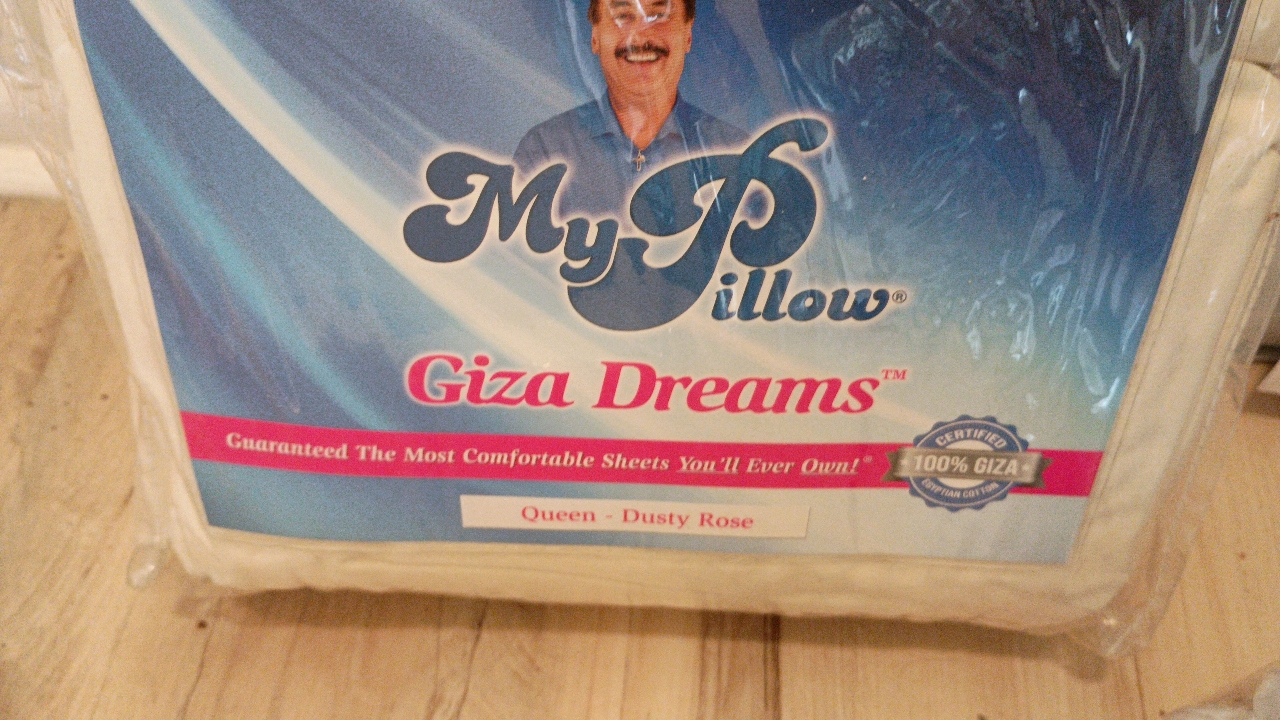 MyPillow®
Giza Dreams™
Guaranteed The Most Comfortable Sheets You'll Ever Own!®
CERTIFIED
100% GIZA
EGYPTIAN COTTON
Queen - Dusty Rose